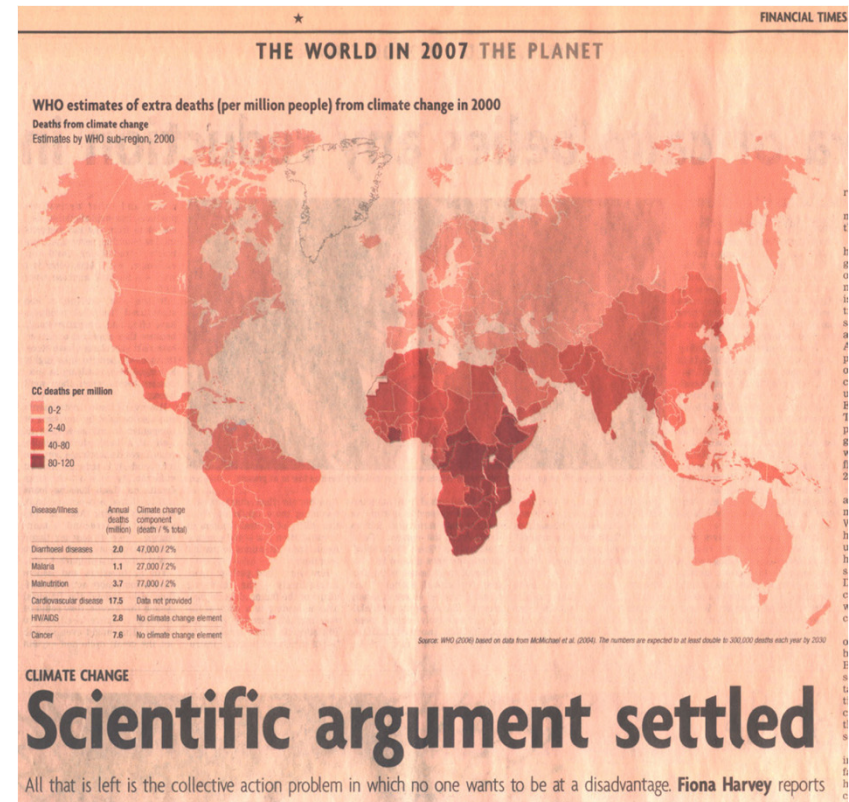 ★
FINANCIAL TIMES
THE WORLD IN 2007 THE PLANET
WHO estimates of extra deaths (per million people) from climate change in 2000
Deaths from climate change
Estimates by WHO sub-region, 2000
CC deaths per million
0-2
2-40
40-80
80-120
Disease/Illness Annual deaths (million) Climate change component (death / % total)
Diarrhoeal diseases 2.0 47,000 / 2%
Malaria 1.1 27,000 / 2%
Malnutrition 3.7 77,000 / 2%
Cardiovascular disease 17.5 Data not provided
HIV/AIDS 2.8 No climate change element
Cancer 7.6 No climate change element
Source: WHO (2006) based on data from McMichael et al. (2004). The numbers are expected to at least double to 300,000 deaths each year by 2030
CLIMATE CHANGE
Scientific argument settled
All that is left is the collective action problem in which no one wants to be at a disadvantage. Fiona Harvey reports